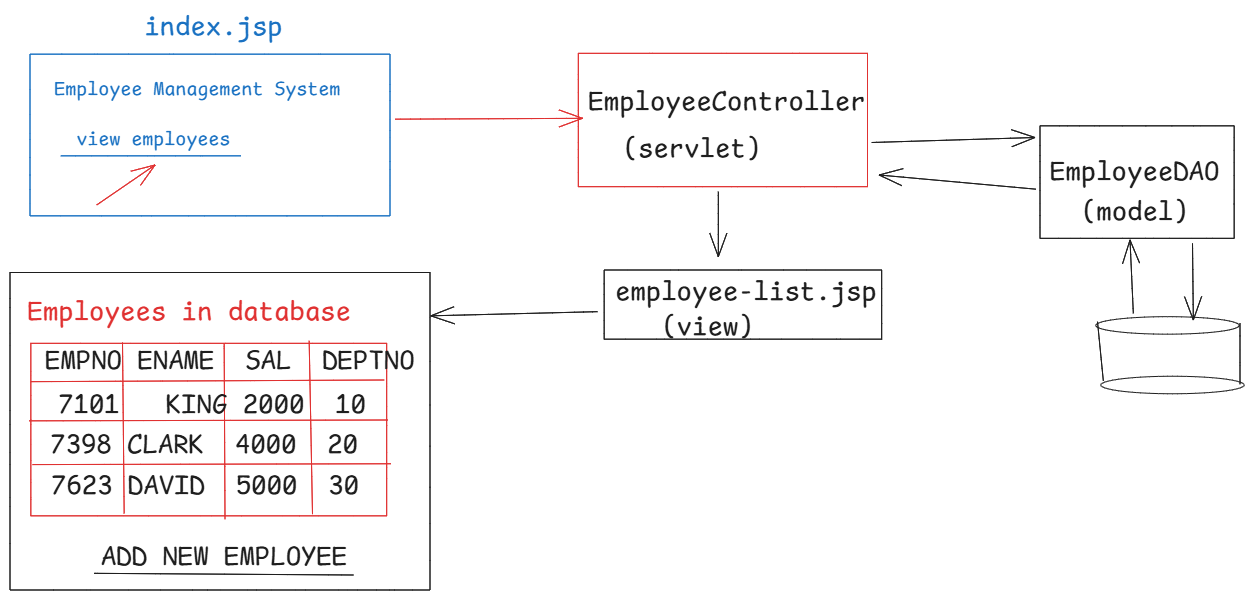 index.jsp
Employee Management System
view employees
EmployeeController
(servlet)
EmployeeDAO
(model)
employee-list.jsp
(view)
Employees in database
EMPNO ENAME SAL DEPTNO
7101 KING 2000 10
7398 CLARK 4000 20
7623 DAVID 5000 30
ADD NEW EMPLOYEE